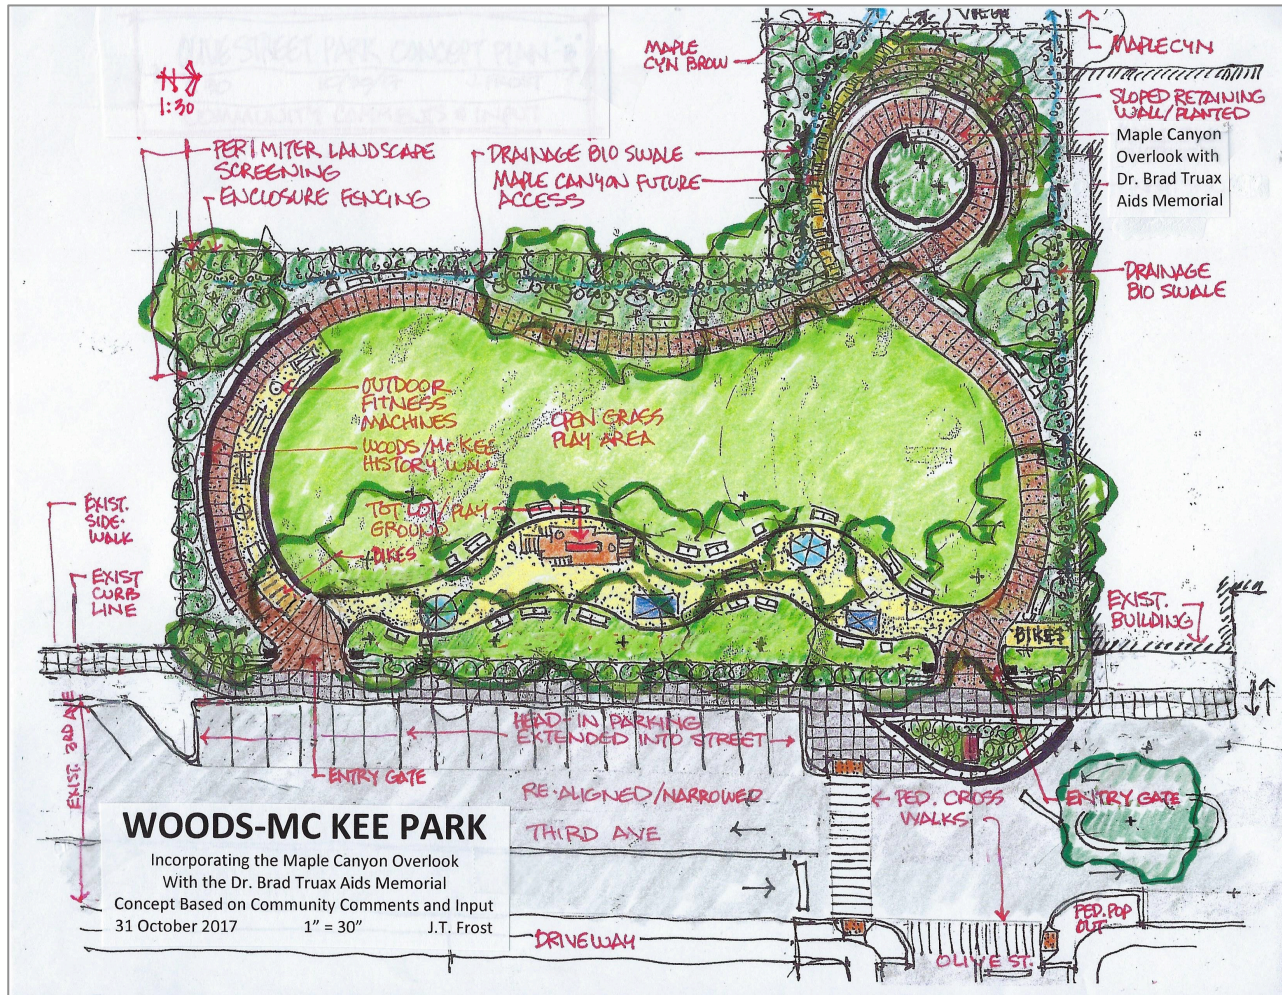 MAPLE
CYN BROW
MAPLE CYN
1:30
SLOPED RETAINING
WALL/PLANTED
Maple Canyon
Overlook with
Dr. Brad Truax
Aids Memorial
PERIMITER LANDSCAPE
SCREENING
ENCLOSURE FENCING
DRAINAGE BIO SWALE
MAPLE CANYON FUTURE
ACCESS
DRAINAGE
BIO SWALE
OUTDOOR
FITNESS
MACHINES
WOODS/MCKEE
HISTORY WALL
OPEN GRASS
PLAY AREA
TOT LOT/PLAY
GROUND
BIKES
EXIST.
SIDE-
WALK
EXIST
CURB
LINE
EXIST.
BUILDING
BIKES
EXIST. 3RD AVE
HEAD-IN PARKING
EXTENDED INTO STREET
ENTRY GATE
RE-ALIGNED/NARROWER
THIRD AVE
PED. CROSS
WALKS
ENTRY GATE
WOODS-MC KEE PARK
Incorporating the Maple Canyon Overlook
With the Dr. Brad Truax Aids Memorial
Concept Based on Community Comments and Input
31 October 2017 1” = 30” J.T. Frost
DRIVEWAY
PED. POP
OUT
OLIVE ST.